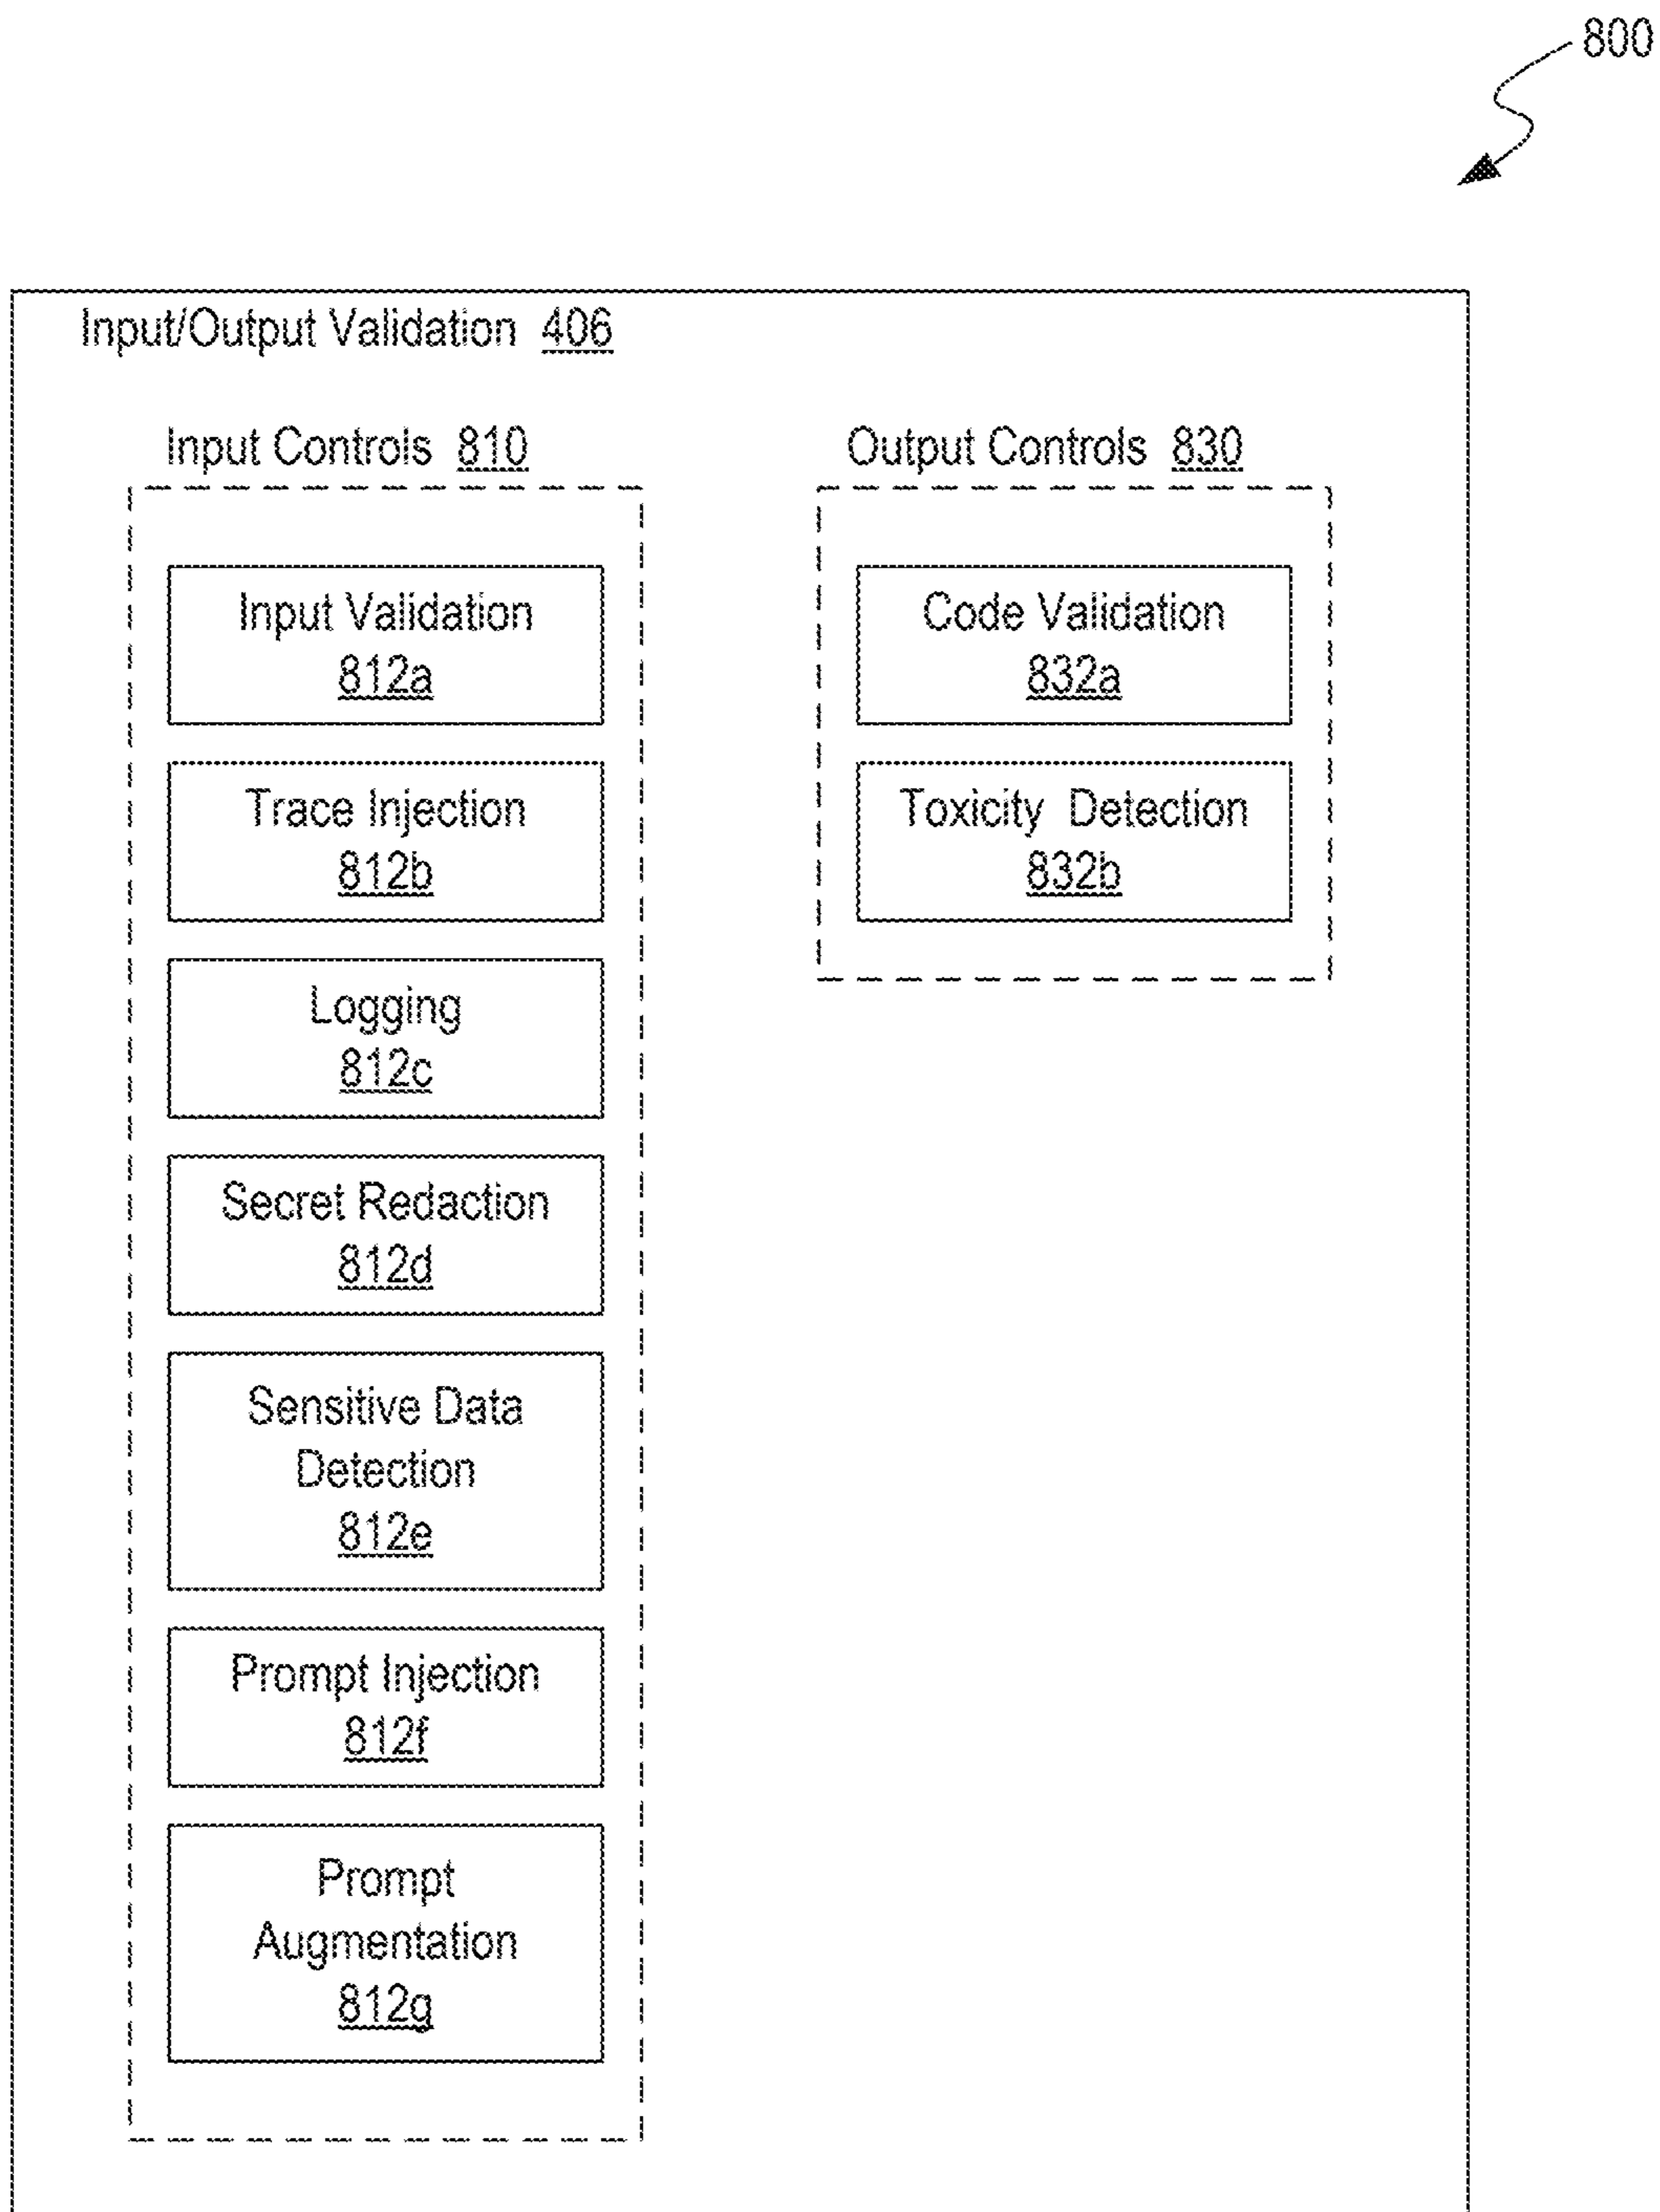 800
Input/Output Validation 406
Input Controls 810
Input Validation
812a
Trace Injection
812b
Logging
812c
Secret Redaction
812d
Sensitive Data
Detection
812e
Prompt Injection
812f
Prompt
Augmentation
812g
Output Controls 830
Code Validation
832a
Toxicity Detection
832b